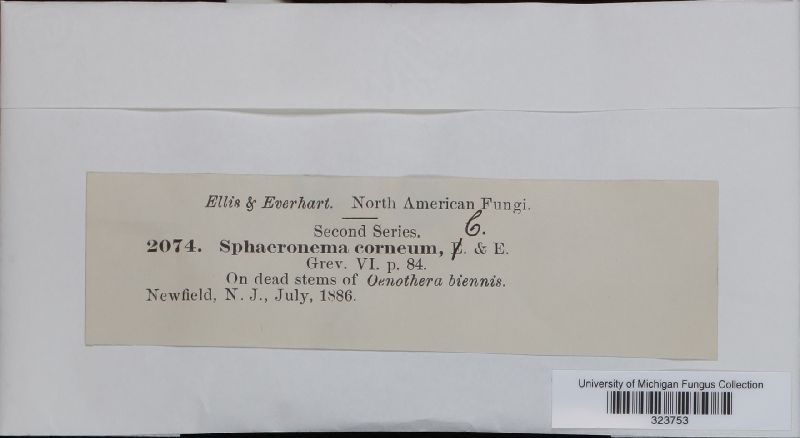 Ellis & Everhart. North American Fungi.
Second Series.
2074. Sphaeronema corneum, C. & E.
Grev. VI. p. 84.
On dead stems of Oenothera biennis.
Newfield, N. J., July, 1886.
University of Michigan Fungus Collection
323753